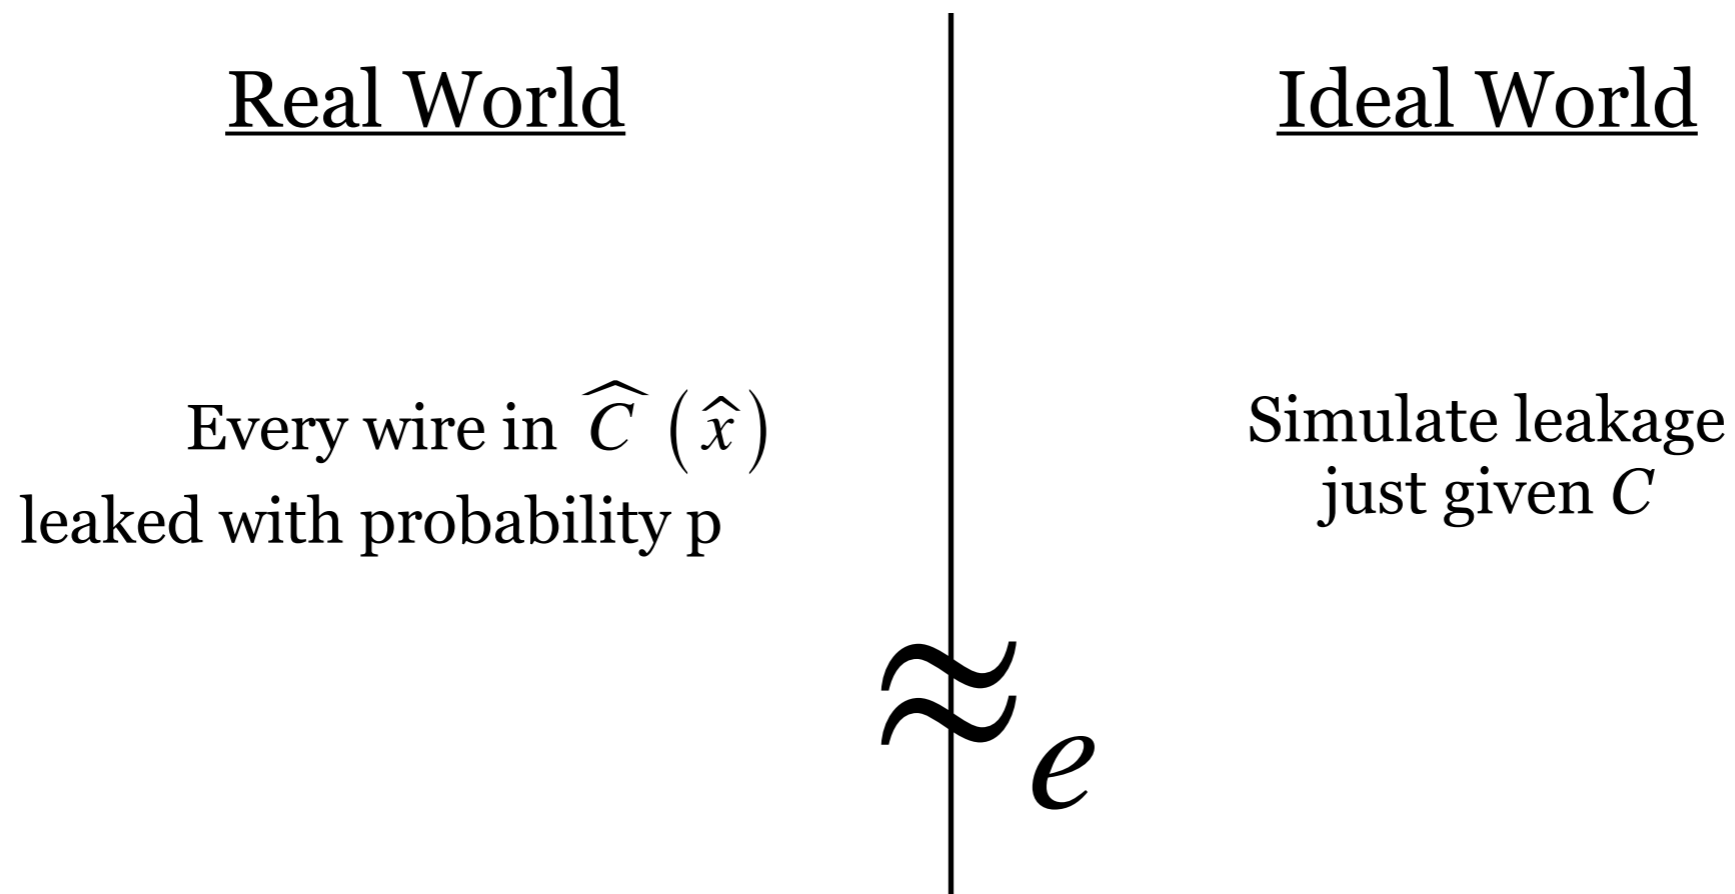 Real World
Every wire in Ĉ (x̂)
leaked with probability p
Ideal World
Simulate leakage
just given C
≈e